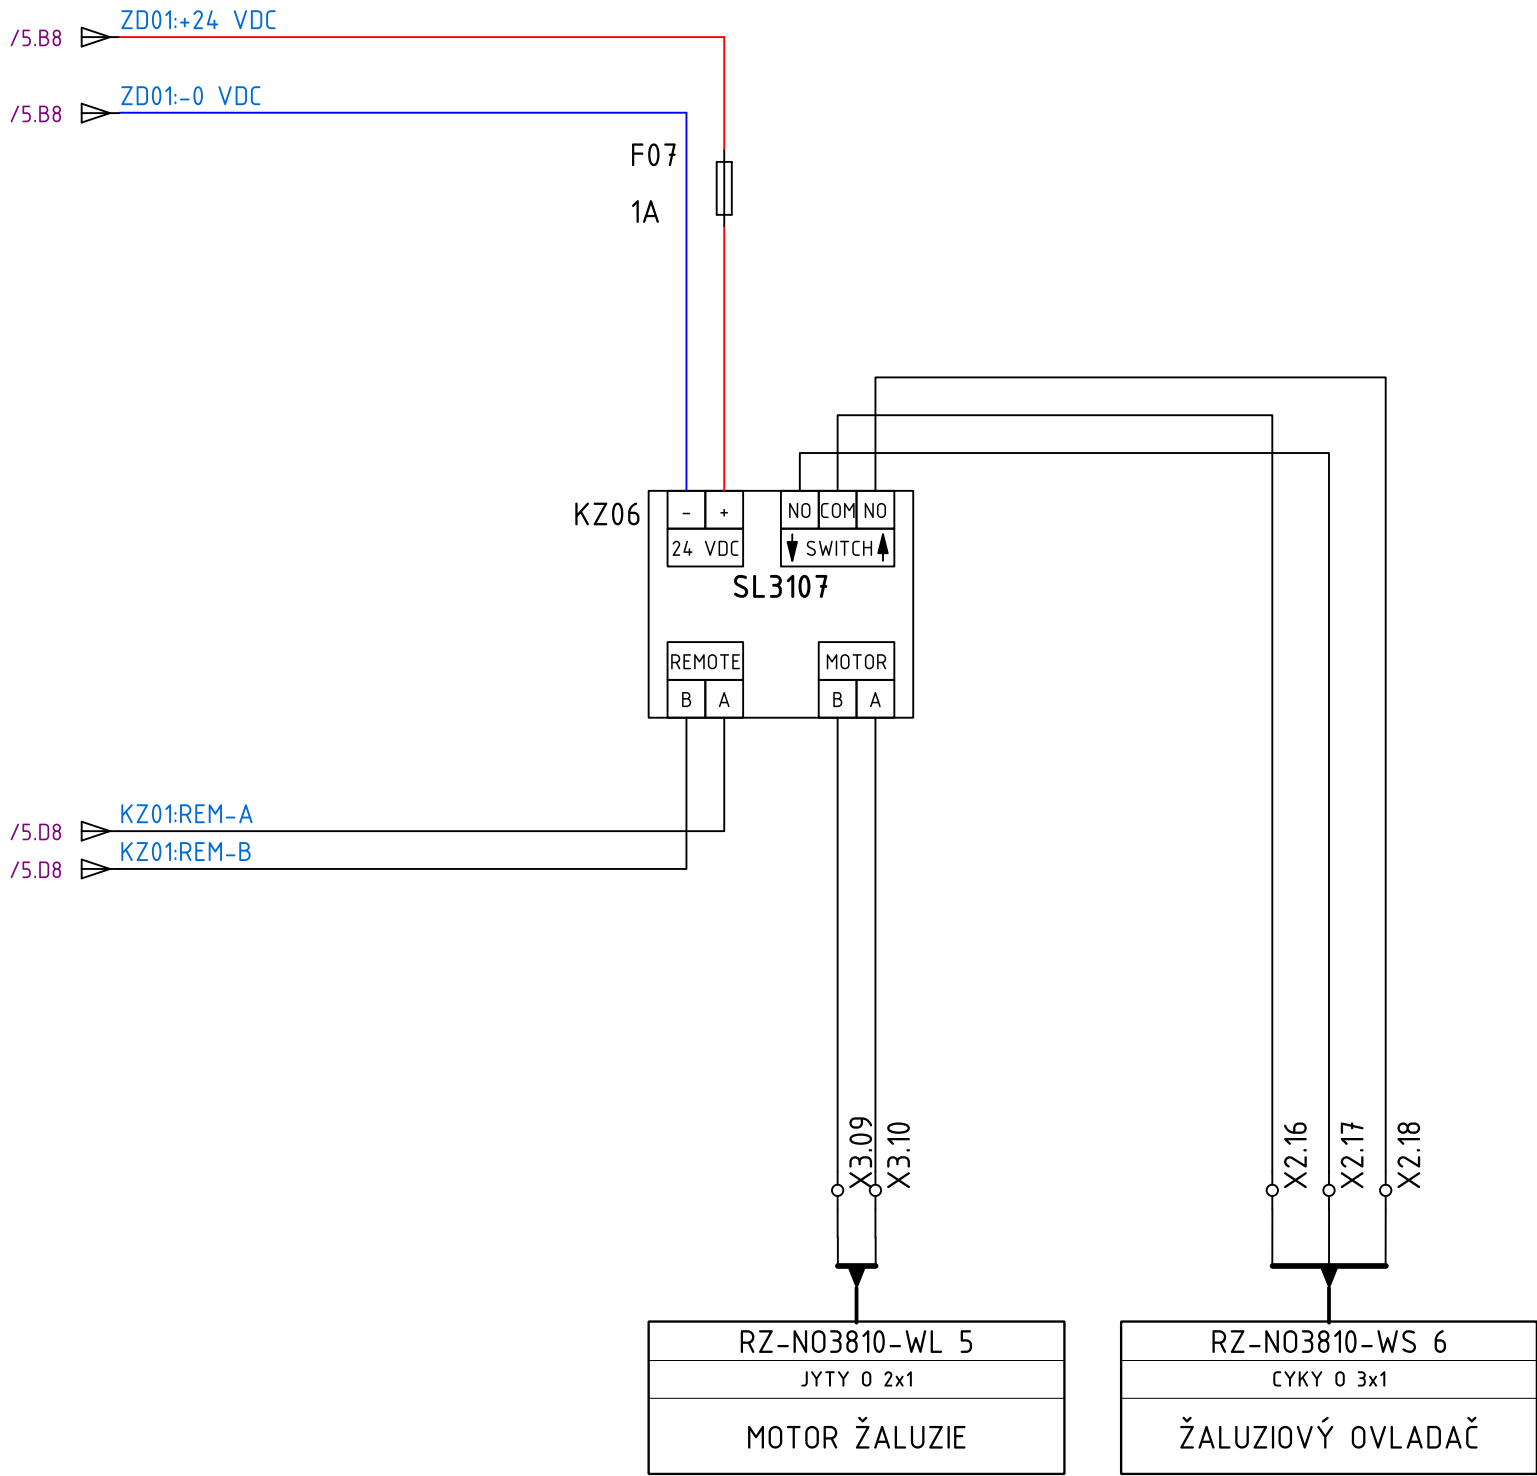 ZD01:+24 VDC
/5.B8
ZD01:-0 VDC
/5.B8
F07
1A
KZ06
- + NO COM NO
24 VDC SWITCH
SL3107
REMOTE MOTOR
B A B A
KZ01:REM-A
/5.D8
KZ01:REM-B
/5.D8
X3.09
X3.10
X2.16
X2.17
X2.18
RZ-NO3810-WL 5
JYTY O 2x1
MOTOR ŽALUZIE
RZ-NO3810-WS 6
CYKY O 3x1
ŽALUZIOVÝ OVLADAČ